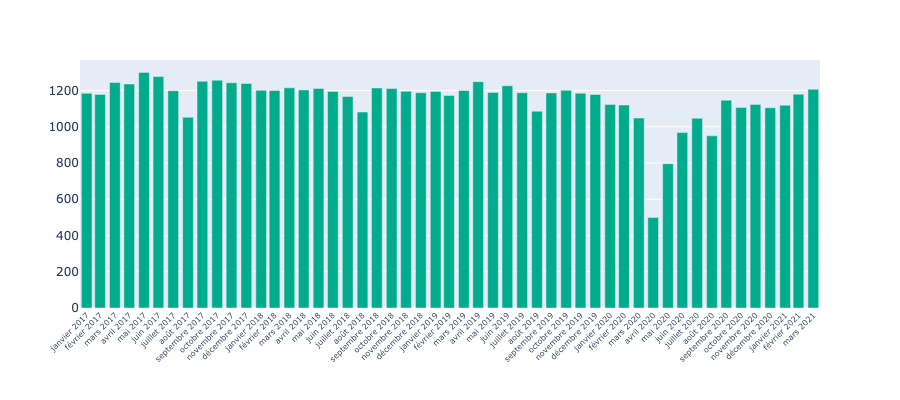 1200
1000
800
600
400
200
0
janvier 2017
février 2017
mars 2017
avril 2017
mai 2017
juin 2017
juillet 2017
août 2017
septembre 2017
octobre 2017
novembre 2017
décembre 2017
janvier 2018
février 2018
mars 2018
avril 2018
mai 2018
juin 2018
juillet 2018
août 2018
septembre 2018
octobre 2018
novembre 2018
décembre 2018
janvier 2019
février 2019
mars 2019
avril 2019
mai 2019
juin 2019
juillet 2019
août 2019
septembre 2019
octobre 2019
novembre 2019
décembre 2019
janvier 2020
février 2020
mars 2020
avril 2020
mai 2020
juin 2020
juillet 2020
août 2020
septembre 2020
octobre 2020
novembre 2020
décembre 2020
janvier 2021
février 2021
mars 2021